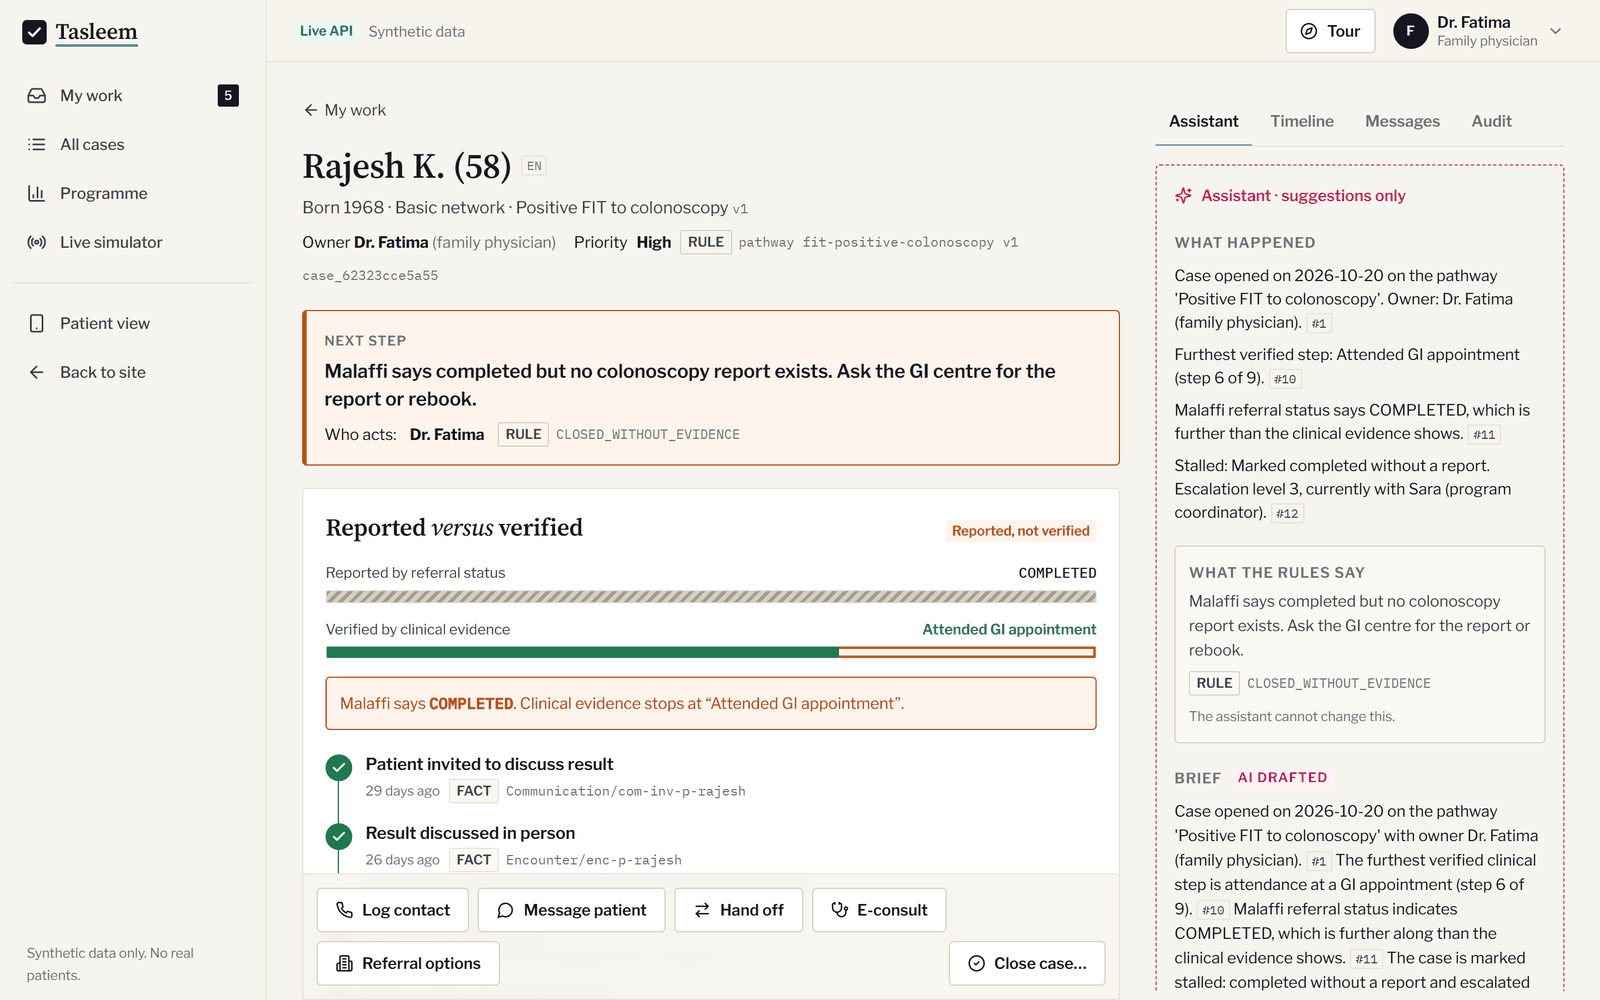 Tasleem
My work 5
All cases
Programme
Live simulator
Patient view
Back to site
Synthetic data only. No real
patients.
Live API Synthetic data
Tour
F
Dr. Fatima
Family physician
My work
Rajesh K. (58) EN
Born 1968 · Basic network · Positive FIT to colonoscopy v1
Owner Dr. Fatima (family physician) Priority High RULE pathway fit-positive-colonoscopy v1
case_62323cce5a55
NEXT STEP
Malaffi says completed but no colonoscopy report exists. Ask the GI centre for the
report or rebook.
Who acts: Dr. Fatima RULE CLOSED_WITHOUT_EVIDENCE
Reported versus verified Reported, not verified
Reported by referral status COMPLETED
Verified by clinical evidence Attended GI appointment
Malaffi says COMPLETED. Clinical evidence stops at “Attended GI appointment”.
Patient invited to discuss result
29 days ago FACT Communication/com-inv-p-rajesh
Result discussed in person
26 days ago FACT Encounter/enc-p-rajesh
Log contact Message patient Hand off E-consult
Referral options Close case...
Assistant Timeline Messages Audit
Assistant · suggestions only
WHAT HAPPENED
Case opened on 2026-10-20 on the pathway
'Positive FIT to colonoscopy'. Owner: Dr. Fatima
(family physician). #1
Furthest verified step: Attended GI appointment
(step 6 of 9). #10
Malaffi referral status says COMPLETED, which is
further than the clinical evidence shows. #11
Stalled: Marked completed without a report.
Escalation level 3, currently with Sara (program
coordinator). #12
WHAT THE RULES SAY
Malaffi says completed but no colonoscopy
report exists. Ask the GI centre for the report or
rebook.
RULE CLOSED_WITHOUT_EVIDENCE
The assistant cannot change this.
BRIEF AI DRAFTED
Case opened on 2026-10-20 on the pathway
'Positive FIT to colonoscopy' with owner Dr. Fatima
(family physician). #1 The furthest verified clinical
step is attendance at a GI appointment (step 6 of
9). #10 Malaffi referral status indicates
COMPLETED, which is further along than the
clinical evidence shows. #11 The case is marked
stalled: completed without a report and escalated